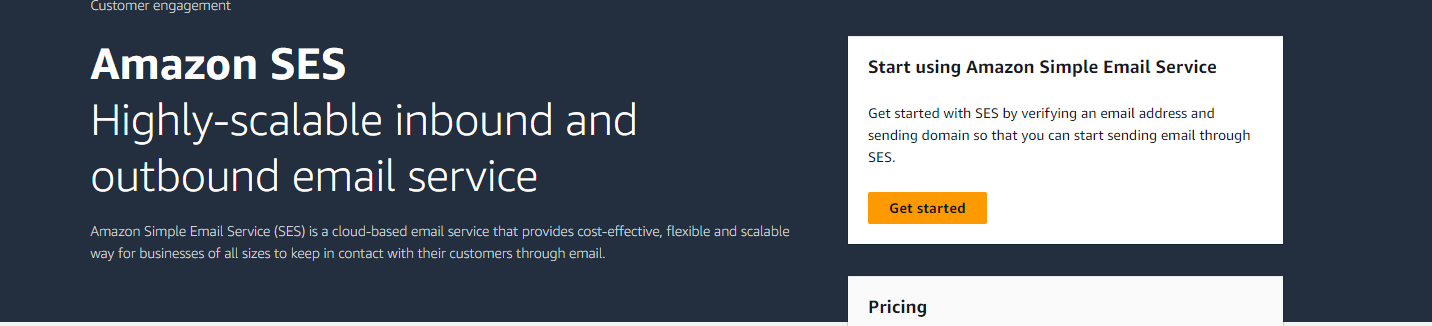 Customer engagement
Amazon SES
Highly-scalable inbound and
outbound email service
Amazon Simple Email Service (SES) is a cloud-based email service that provides cost-effective, flexible and scalable
way for businesses of all sizes to keep in contact with their customers through email.
Start using Amazon Simple Email Service
Get started with SES by verifying an email address and
sending domain so that you can start sending email through
SES.
Get started
Pricing